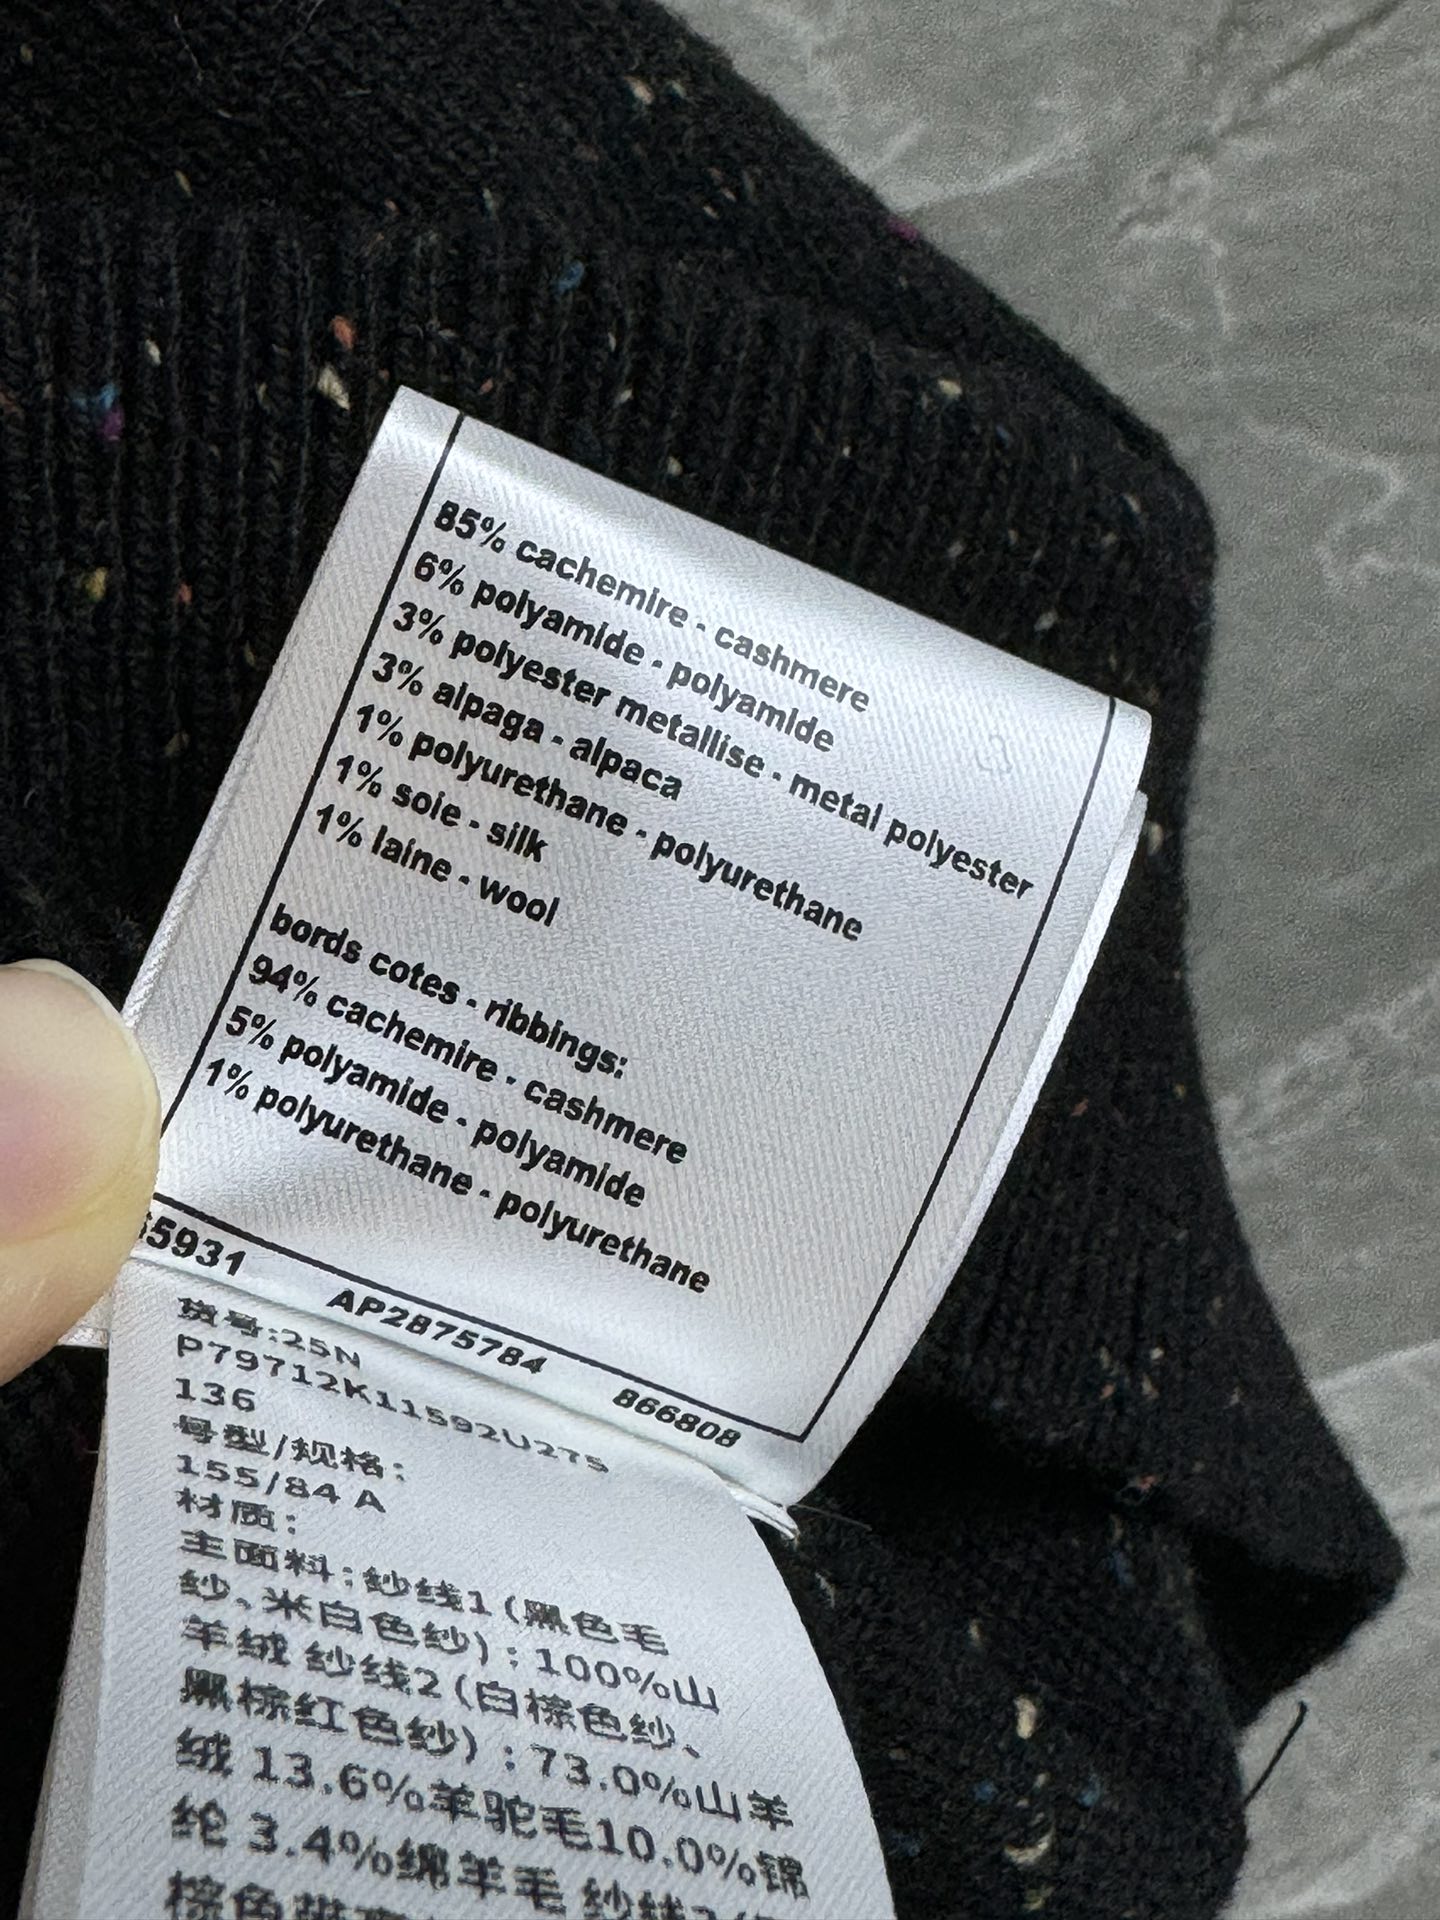 85% cachemire - cashmere
6% polyamide - polyamide
3% polyester metallise - metal polyester
3% alpaga - alpaca
1% polyurethane - polyurethane
1% soie - silk
1% laine - wool
bords cotes - ribbings:
94% cachemire - cashmere
5% polyamide - polyamide
1% polyurethane - polyurethane
5931 AP2875784 866808
货号:25N
P79712K11592U275
136
号型/规格:
155/84 A
材质:
主面料:纱线1(黑色毛
纱、米白色纱):100%山
羊绒 纱线2(白棕色纱、
黑棕红色纱):73.0%山羊
绒 13.6%羊驼毛10.0%锦
纶 3.4%绵羊毛 纱线
棕色